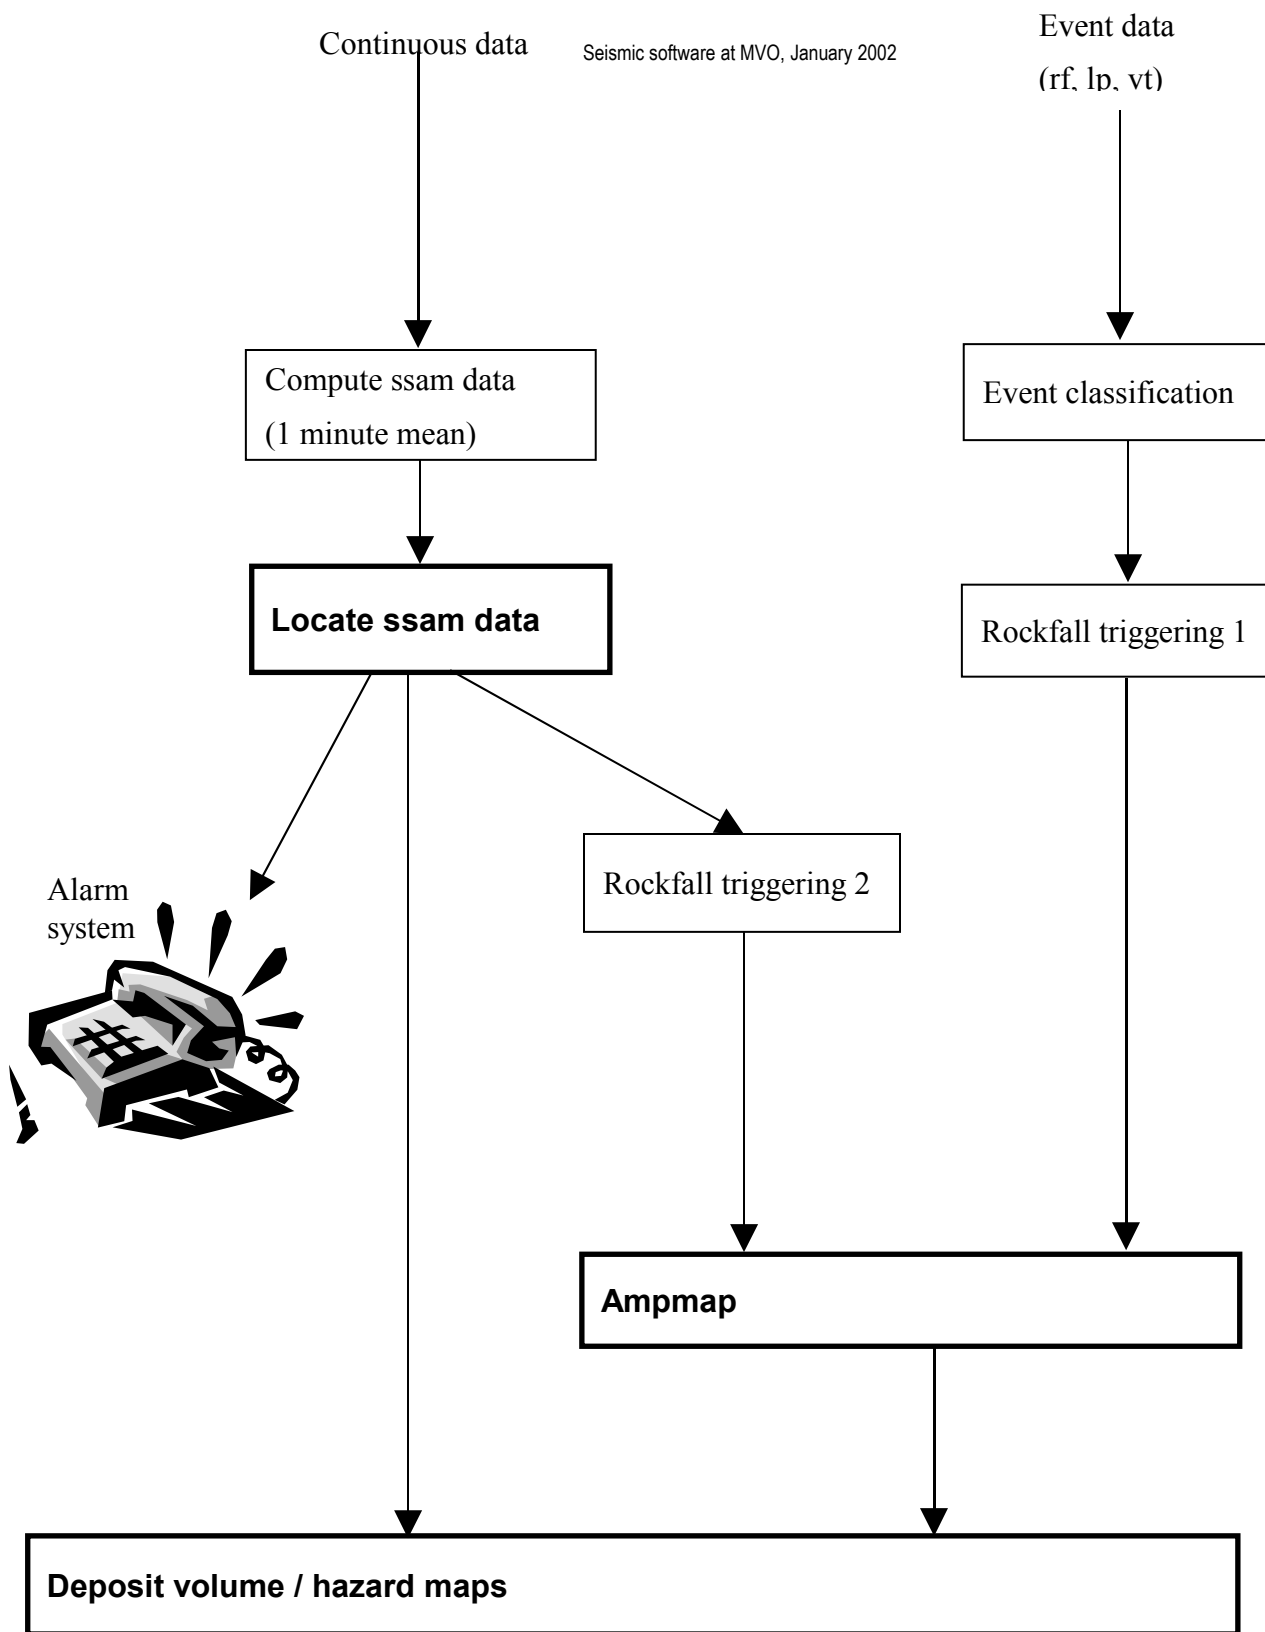 Continuous data
Seismic software at MVO, January 2002
Event data
(rf, lp, vt)
Compute ssam data
(1 minute mean)
Event classification
Locate ssam data
Rockfall triggering 1
Rockfall triggering 2
Alarm
system
Ampmap
Deposit volume / hazard maps